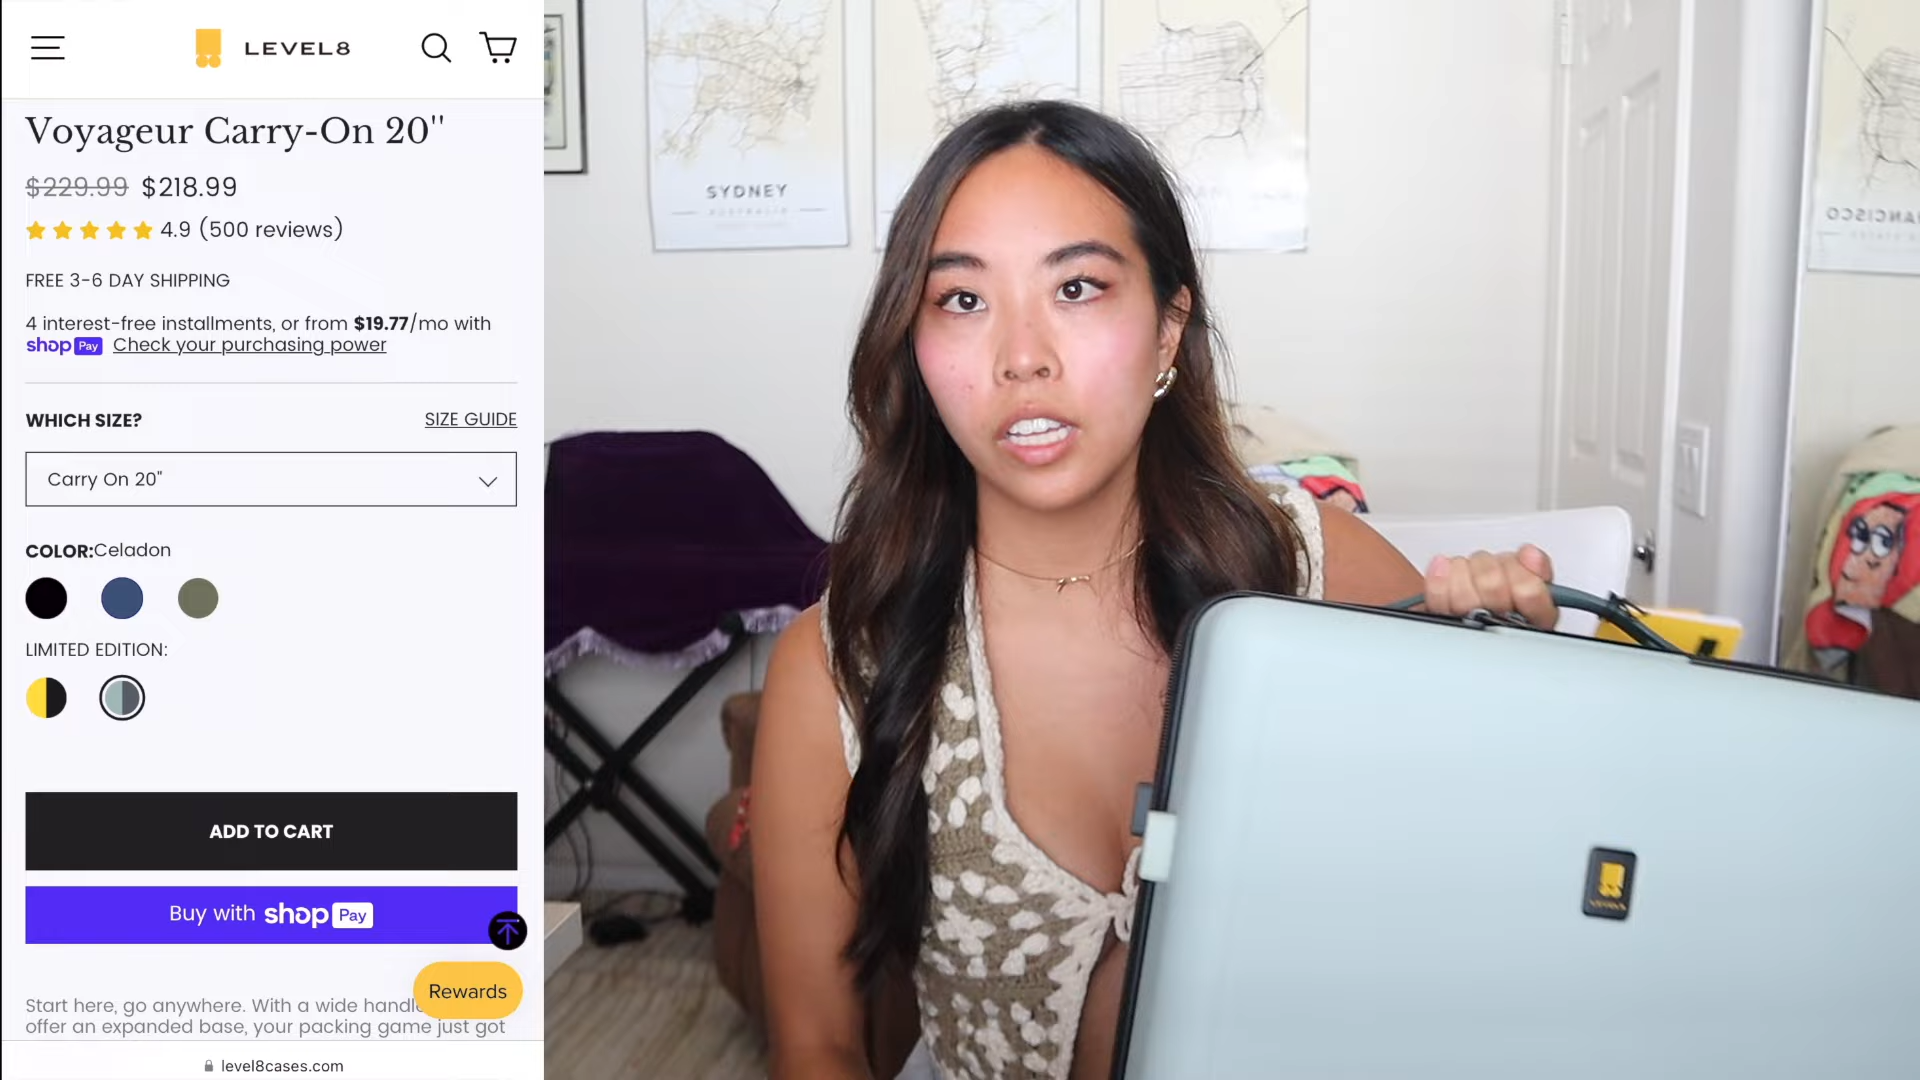 LEVEL8
Voyageur Carry-On 20"
$229.99 $218.99
4.9 (500 reviews)
FREE 3-6 DAY SHIPPING
4 interest-free installments, or from $19.77/mo with
shop Pay Check your purchasing power
WHICH SIZE? SIZE GUIDE
Carry On 20"
COLOR:Celadon
LIMITED EDITION:
ADD TO CART
Buy with shop Pay
Rewards
Start here, go anywhere. With a wide
offer an expanded base, your packing game just got
level8cases.com
SYDNEY
AUSTRALIA